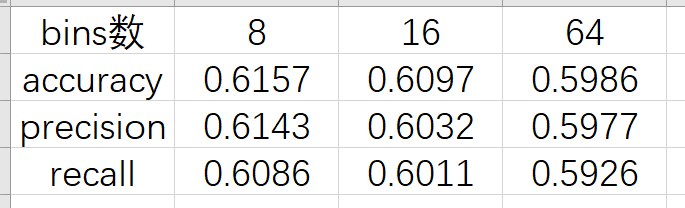 bins数 8 16 64
accuracy 0.6157 0.6097 0.5986
precision 0.6143 0.6032 0.5977
recall 0.6086 0.6011 0.5926